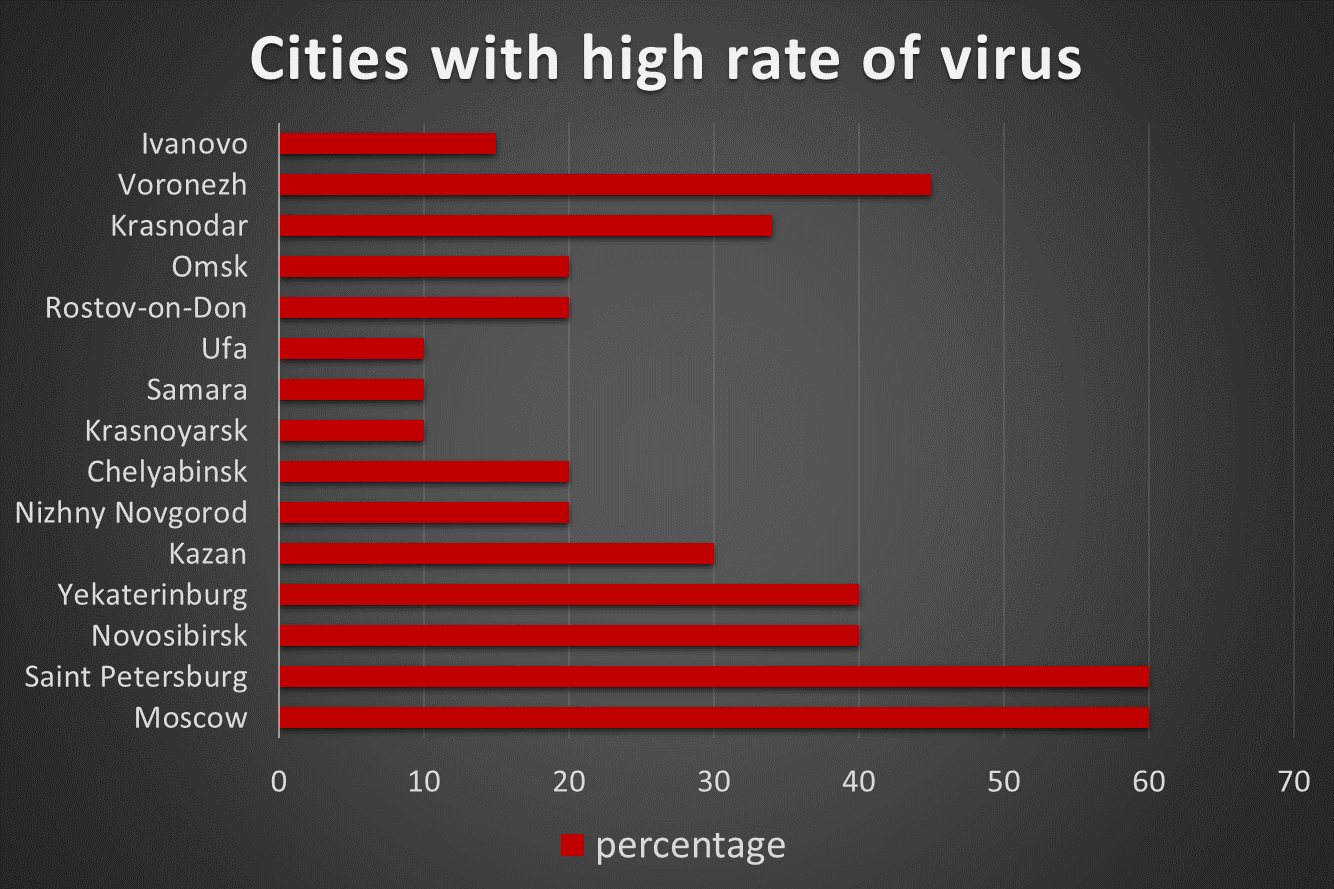 Cities with high rate of virus
Ivanovo
Voronezh
Krasnodar
Omsk
Rostov-on-Don
Ufa
Samara
Krasnoyarsk
Chelyabinsk
Nizhny Novgorod
Kazan
Yekaterinburg
Novosibirsk
Saint Petersburg
Moscow
0 10 20 30 40 50 60 70
percentage